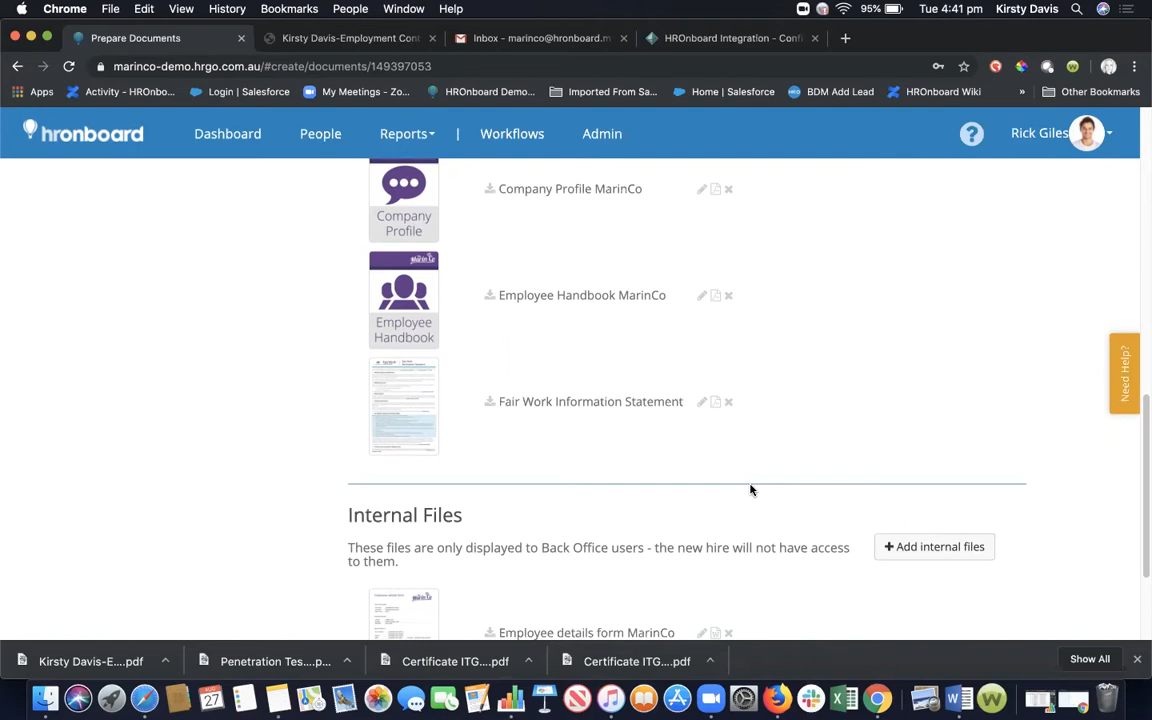 Chrome File Edit View History Bookmarks People Window Help 95% Tue 4:41 pm Kirsty Davis
Prepare Documents Kirsty Davis-Employment Con Inbox - marinco@hronboard.m HROnboard Integration - Confi
marinco-demo.hrgo.com.au/#create/documents/149397053
Apps Activity - HROnbo... Login | Salesforce My Meetings - Zo... HROnboard Demo... Imported From Sa... Home | Salesforce BDM Add Lead HROnboard Wiki » Other Bookmarks
hronboard Dashboard People Reports | Workflows Admin ? Rick Giles
Company Profile MarinCo
Company
Profile
MarinCo
Employee Handbook MarinCo
Employee
Handbook
Fair Work Information Statement
Need Help?
Internal Files
These files are only displayed to Back Office users - the new hire will not have access
to them.
+ Add internal files
MarinCo
Employee details form MarinCo
Kirsty Davis-E....pdf Penetration Tes....pdf Certificate ITG....pdf Certificate ITG....pdf Show All
27